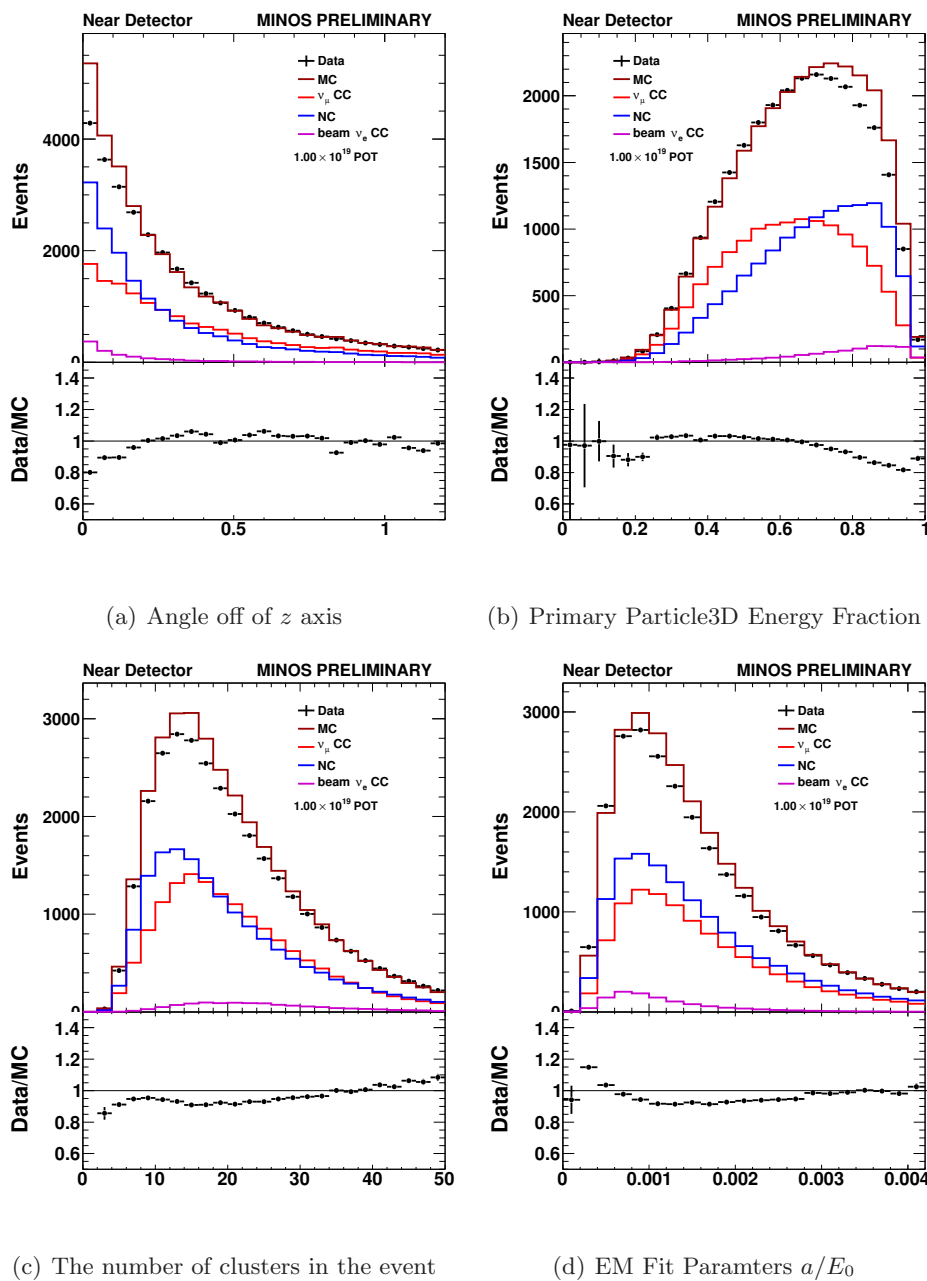 Near Detector MINOS PRELIMINARY
Data
MC
ν_μ CC
NC
beam ν_e CC
1.00 × 10^19 POT
Events
4000
2000
0
Data/MC
1.4
1.2
1
0.8
0.6
0 0.5 1
(a) Angle off of z axis
Near Detector MINOS PRELIMINARY
Data
MC
ν_μ CC
NC
beam ν_e CC
1.00 × 10^19 POT
Events
2000
1500
1000
500
0
Data/MC
1.4
1.2
1
0.8
0.6
0 0.2 0.4 0.6 0.8 1
(b) Primary Particle3D Energy Fraction
Near Detector MINOS PRELIMINARY
Data
MC
ν_μ CC
NC
beam ν_e CC
1.00 × 10^19 POT
Events
3000
2000
1000
0
Data/MC
1.4
1.2
1
0.8
0.6
0 10 20 30 40 50
(c) The number of clusters in the event
Near Detector MINOS PRELIMINARY
Data
MC
ν_μ CC
NC
beam ν_e CC
1.00 × 10^19 POT
Events
3000
2000
1000
0
Data/MC
1.4
1.2
1
0.8
0.6
0 0.001 0.002 0.003 0.004
(d) EM Fit Paramters a/E_0